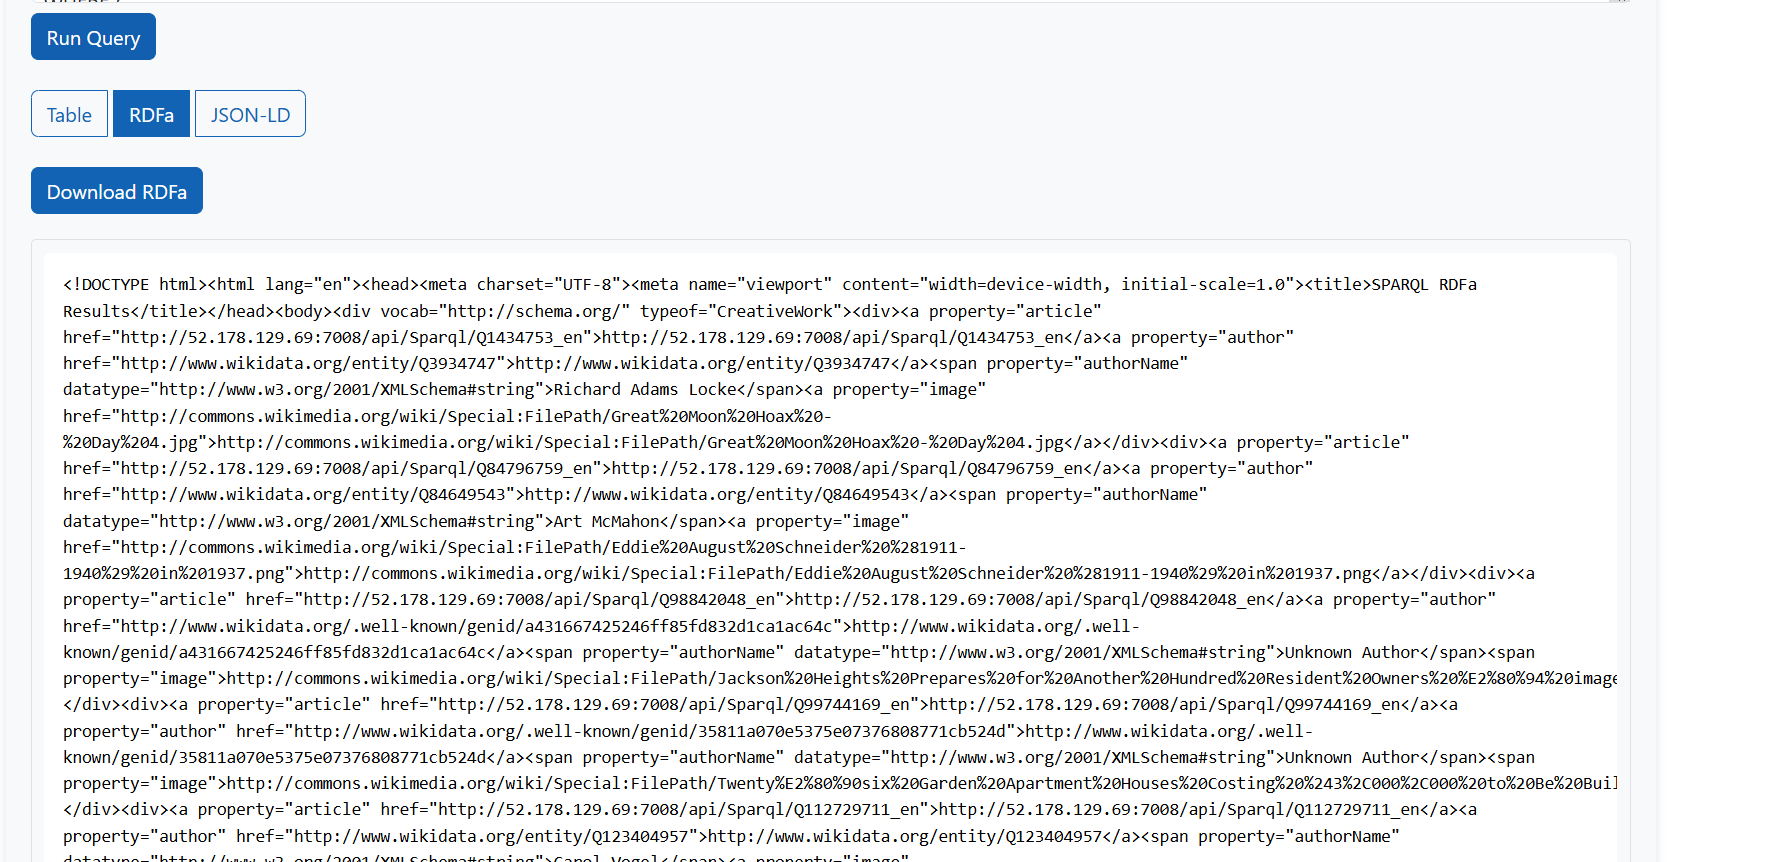 Run Query
Table RDFa JSON-LD
Download RDFa
<!DOCTYPE html><html lang="en"><head><meta charset="UTF-8"><meta name="viewport" content="width=device-width, initial-scale=1.0"><title>SPARQL RDFa
Results</title></head><body><div vocab="http://schema.org/" typeof="CreativeWork"><div><a property="article"
href="http://52.178.129.69:7008/api/Sparql/Q1434753_en">http://52.178.129.69:7008/api/Sparql/Q1434753_en</a><a property="author"
href="http://www.wikidata.org/entity/Q3934747">http://www.wikidata.org/entity/Q3934747</a><span property="authorName"
datatype="http://www.w3.org/2001/XMLSchema#string">Richard Adams Locke</span><a property="image"
href="http://commons.wikimedia.org/wiki/Special:FilePath/Great%20Moon%20Hoax%20-
%20Day%204.jpg">http://commons.wikimedia.org/wiki/Special:FilePath/Great%20Moon%20Hoax%20-%20Day%204.jpg</a></div><div><a property="article"
href="http://52.178.129.69:7008/api/Sparql/Q84796759_en">http://52.178.129.69:7008/api/Sparql/Q84796759_en</a><a property="author"
href="http://www.wikidata.org/entity/Q84649543">http://www.wikidata.org/entity/Q84649543</a><span property="authorName"
datatype="http://www.w3.org/2001/XMLSchema#string">Art McMahon</span><a property="image"
href="http://commons.wikimedia.org/wiki/Special:FilePath/Eddie%20August%20Schneider%20%281911-
1940%29%20in%201937.png">http://commons.wikimedia.org/wiki/Special:FilePath/Eddie%20August%20Schneider%20%281911-1940%29%20in%201937.png</a></div><div><a
property="article" href="http://52.178.129.69:7008/api/Sparql/Q98842048_en">http://52.178.129.69:7008/api/Sparql/Q98842048_en</a><a property="author"
href="http://www.wikidata.org/.well-known/genid/a431667425246ff85fd832d1ca1ac64c">http://www.wikidata.org/.well-
known/genid/a431667425246ff85fd832d1ca1ac64c</a><span property="authorName" datatype="http://www.w3.org/2001/XMLSchema#string">Unknown Author</span><span
property="image">http://commons.wikimedia.org/wiki/Special:FilePath/Jackson%20Heights%20Prepares%20for%20Another%20Hundred%20Resident%20Owners%20%E2%80%94%20image
</div><div><a property="article" href="http://52.178.129.69:7008/api/Sparql/Q99744169_en">http://52.178.129.69:7008/api/Sparql/Q99744169_en</a><a
property="author" href="http://www.wikidata.org/.well-known/genid/35811a070e5375e07376808771cb524d">http://www.wikidata.org/.well-
known/genid/35811a070e5375e07376808771cb524d</a><span property="authorName" datatype="http://www.w3.org/2001/XMLSchema#string">Unknown Author</span><span
property="image">http://commons.wikimedia.org/wiki/Special:FilePath/Twenty%E2%80%90six%20Garden%20Apartment%20Houses%20Costing%20%243%2C000%2C000%20to%20Be%20Buil
</div><div><a property="article" href="http://52.178.129.69:7008/api/Sparql/Q112729711_en">http://52.178.129.69:7008/api/Sparql/Q112729711_en</a><a
property="author" href="http://www.wikidata.org/entity/Q123404957">http://www.wikidata.org/entity/Q123404957</a><span property="authorName"
datatype="http://www.w3.org/2001/XMLSchema#string">Carol Vogel</span><a property="image"